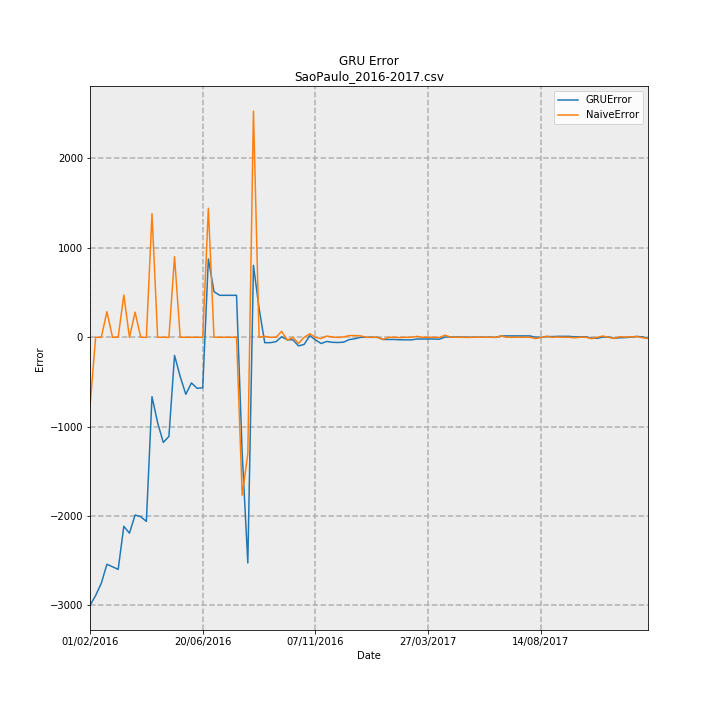 GRU Error
SaoPaulo_2016-2017.csv
GRUError
NaiveError
2000
1000
0
−1000
−2000
−3000
Error
01/02/2016
20/06/2016
07/11/2016
27/03/2017
14/08/2017
Date